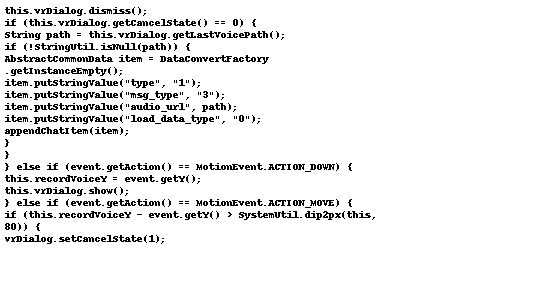 this.vrDialog.dismiss();
if (this.vrDialog.getCancelState() == 0) {
String path = this.vrDialog.getLastVoicePath();
if (!StringUtil.isNull(path)) {
AbstractCommonData item = DataConvertFactory
.getInstanceEmpty();
item.putStringValue("type", "1");
item.putStringValue("msg_type", "3");
item.putStringValue("audio_url", path);
item.putStringValue("load_data_type", "0");
appendChatItem(item);
}
}
} else if (event.getAction() == MotionEvent.ACTION_DOWN) {
this.recordVoiceY = event.getY();
this.vrDialog.show();
} else if (event.getAction() == MotionEvent.ACTION_MOVE) {
if (this.recordVoiceY - event.getY() > SystemUtil.dip2px(this,
80)) {
vrDialog.setCancelState(1);